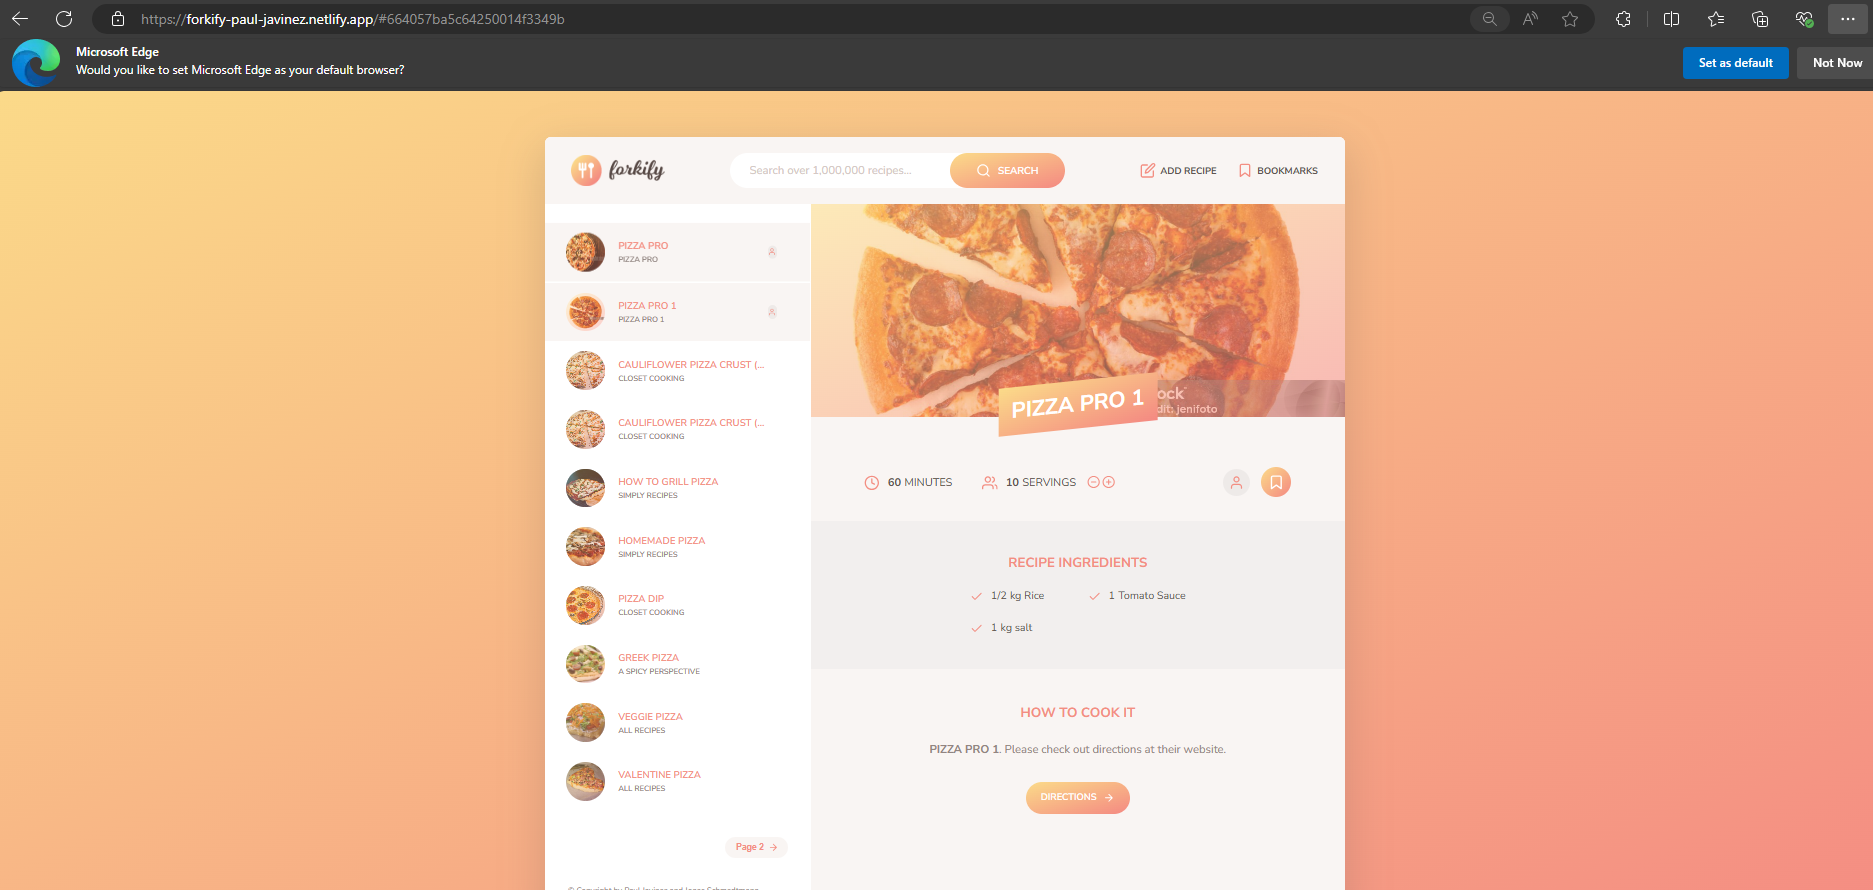 https://forkify-paul-javinez.netlify.app/#664057ba5c64250014f3349b
Microsoft Edge
Would you like to set Microsoft Edge as your default browser?
Set as default
Not Now
forkify
Search over 1,000,000 recipes...
SEARCH
ADD RECIPE
BOOKMARKS
PIZZA PRO
PIZZA PRO
PIZZA PRO 1
PIZZA PRO 1
CAULIFLOWER PIZZA CRUST (...
CLOSET COOKING
CAULIFLOWER PIZZA CRUST (...
CLOSET COOKING
HOW TO GRILL PIZZA
SIMPLY RECIPES
HOMEMADE PIZZA
SIMPLY RECIPES
PIZZA DIP
CLOSET COOKING
GREEK PIZZA
A SPICY PERSPECTIVE
VEGGIE PIZZA
ALL RECIPES
VALENTINE PIZZA
ALL RECIPES
Page 2
ock
dit: jenifoto
PIZZA PRO 1
60 MINUTES
10 SERVINGS
RECIPE INGREDIENTS
1/2 kg Rice
1 Tomato Sauce
1 kg salt
HOW TO COOK IT
PIZZA PRO 1. Please check out directions at their website.
DIRECTIONS